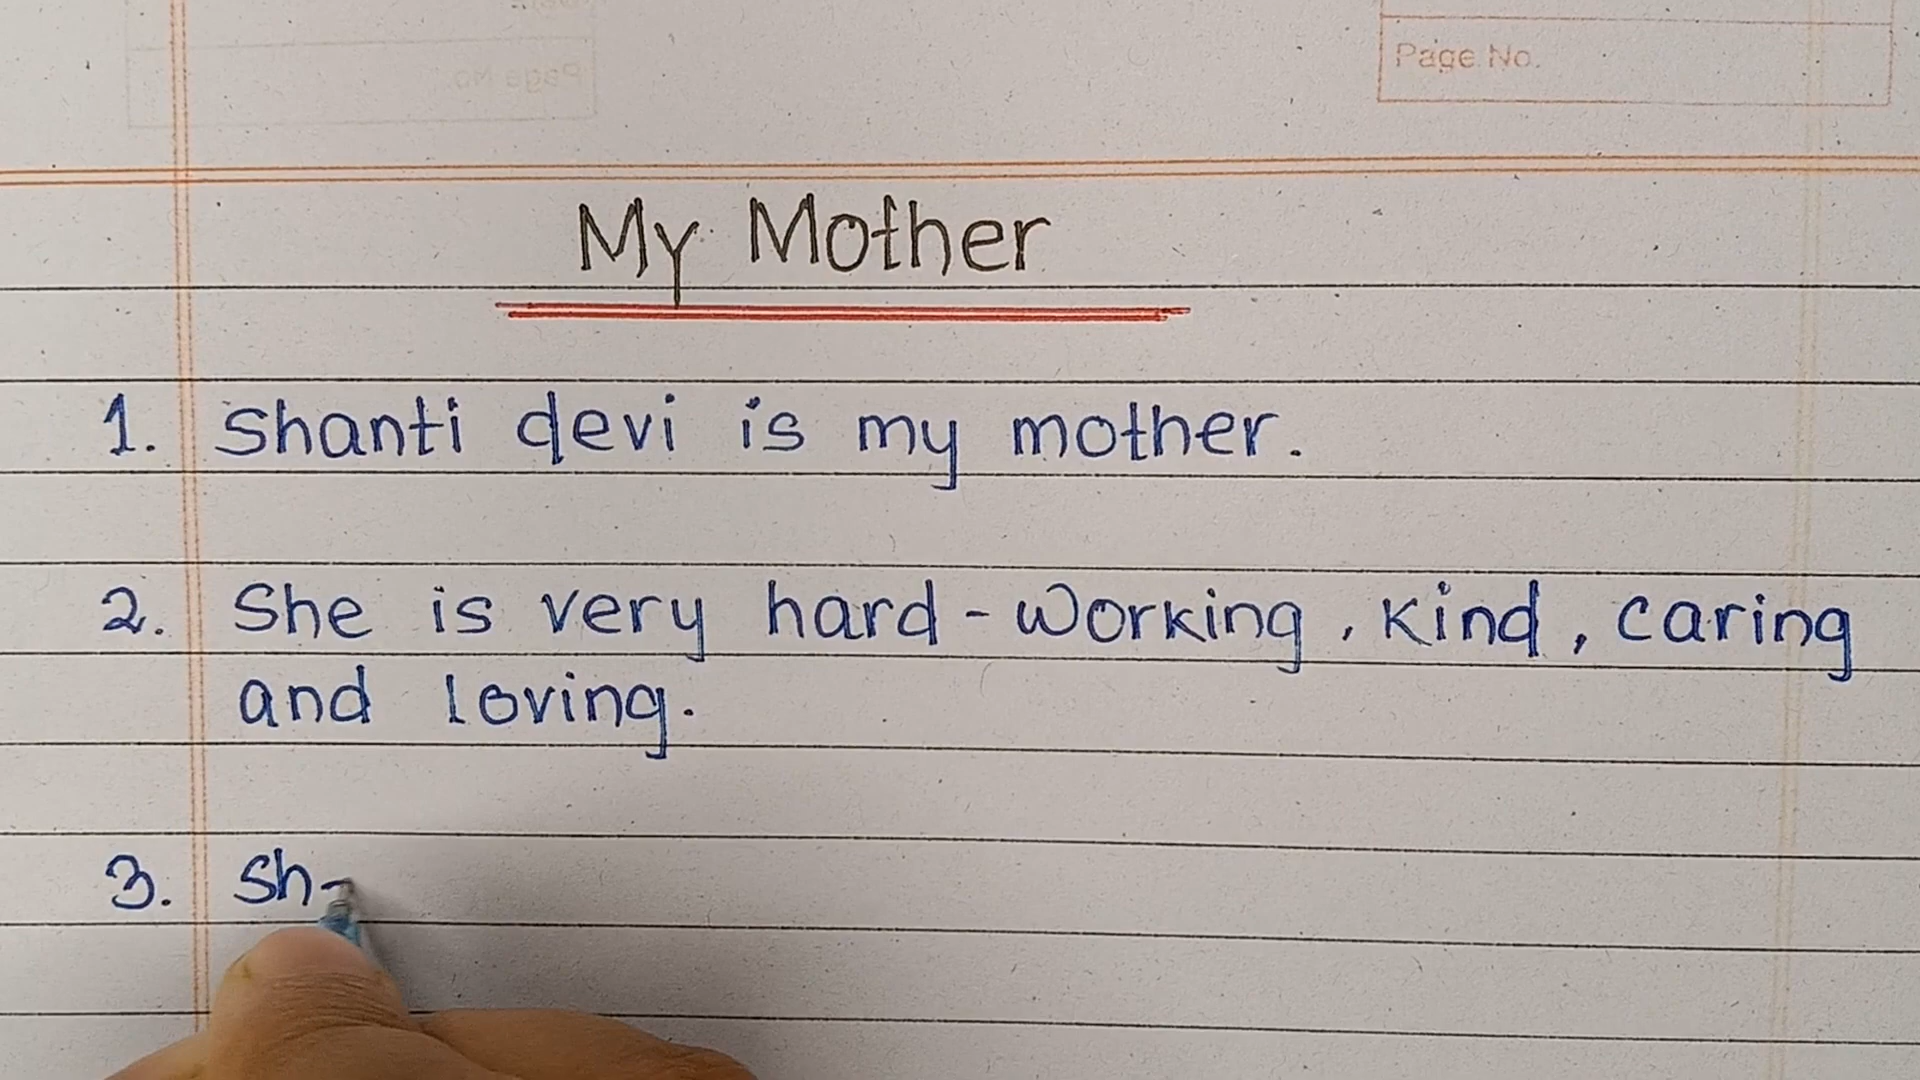 Page No.
My Mother
1. Shanti devi is my mother.
2. She is very hard-working, kind, caring
and loving.
3. Sh